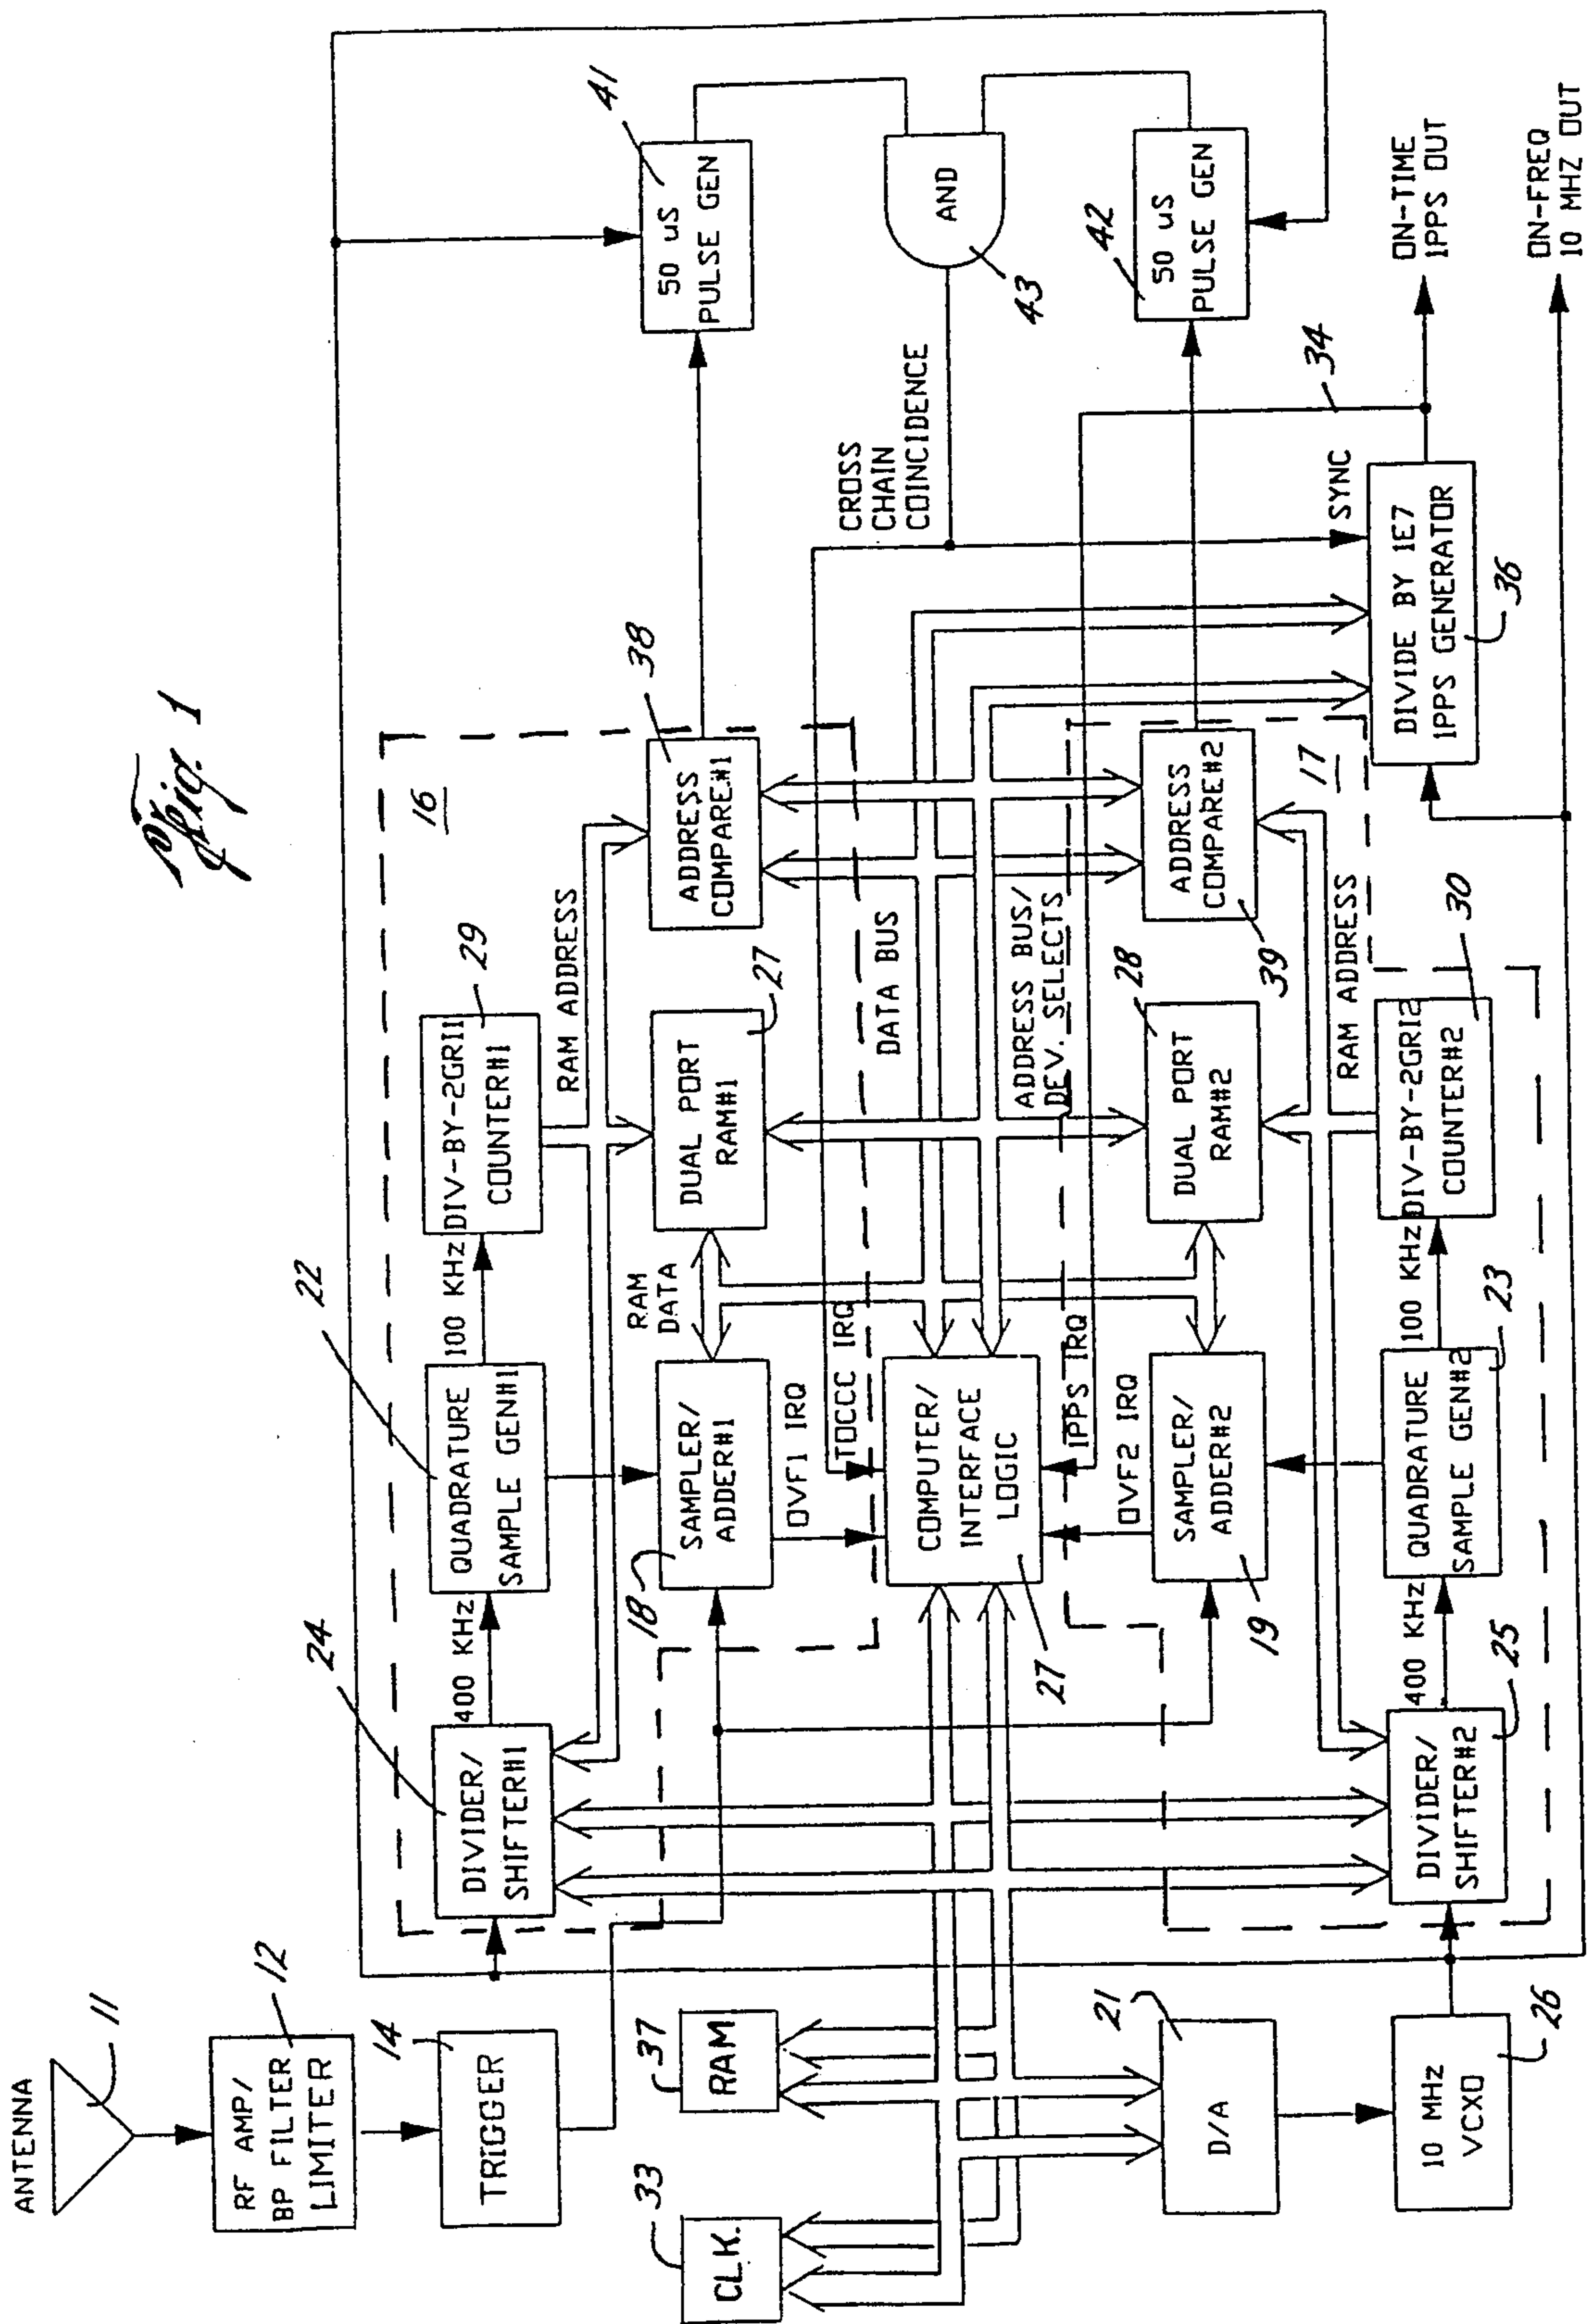 Fig. 1
ANTENNA
11
RF AMP/
BP FILTER
LIMITER
12
TRIGGER
14
16
24
DIVIDER/
SHIFTER#1
400 KHz
22
QUADRATURE
SAMPLE GEN#1
100 KHz
DIV-BY-2GRI1
COUNTER#1
29
RAM ADDRESS
38
ADDRESS
COMPARE#1
41
50 uS
PULSE GEN
18
SAMPLER/
ADDER#1
RAM
DATA
DUAL PORT
RAM#1
27
OVF1 IRQ
TOCCC IRQ
DATA BUS
CROSS
CHAIN
COINCIDENCE
AND
43
37
RAM
33
CLK.
COMPUTER/
INTERFACE
LOGIC
27
ADDRESS BUS/
DEV. SELECTS
1PPS IRQ
OVF2 IRQ
SAMPLER/
ADDER#2
19
28
DUAL PORT
RAM#2
ADDRESS
COMPARE#2
39
17
42
50 uS
PULSE GEN
34
SYNC
21
D/A
RAM ADDRESS
DIVIDE BY 1E7
1PPS GENERATOR
36
ON-TIME
1PPS OUT
10 MHz
VCXO
26
DIVIDER/
SHIFTER#2
25
400 KHz
QUADRATURE
SAMPLE GEN#2
23
100 KHz
DIV-BY-2GRI2
COUNTER#2
30
ON-FREQ
10 MHZ OUT